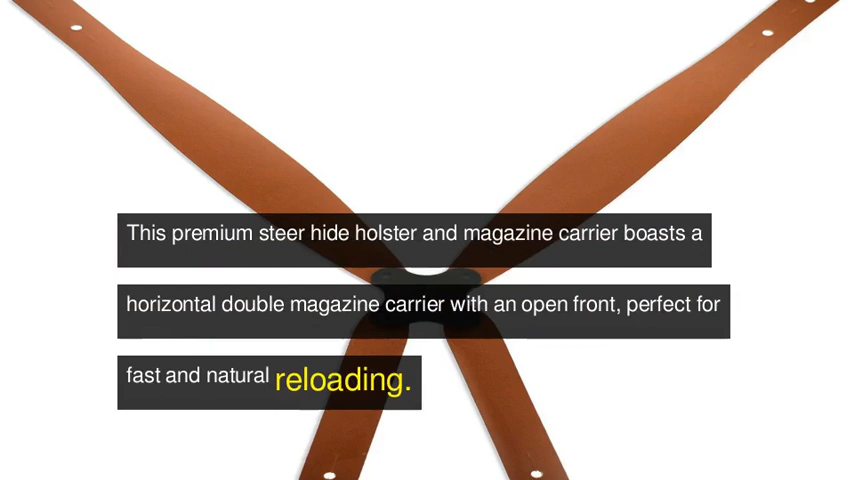 This premium steer hide holster and magazine carrier boasts a
horizontal double magazine carrier with an open front, perfect for
fast and natural reloading.